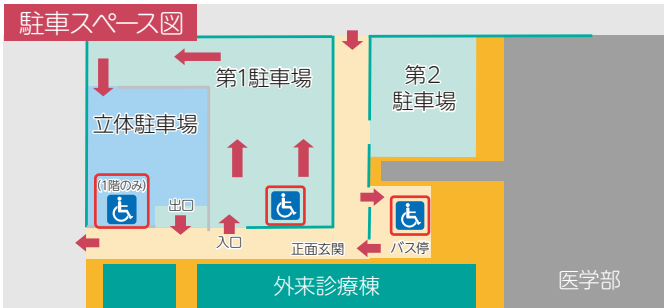 駐車スペース図
第1駐車場
第2
駐車場
立体駐車場
(1階のみ)
出口
入口
正面玄関
バス停
外来診療棟
医学部